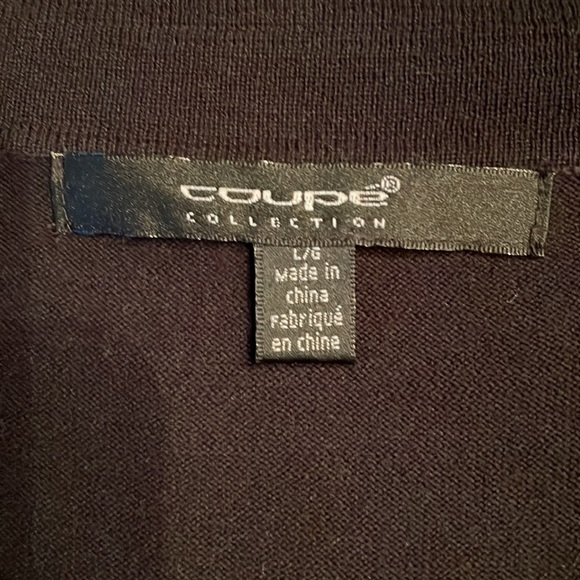 coupé®
COLLECTION
L/G
Made in
china
Fabriqué
en chine